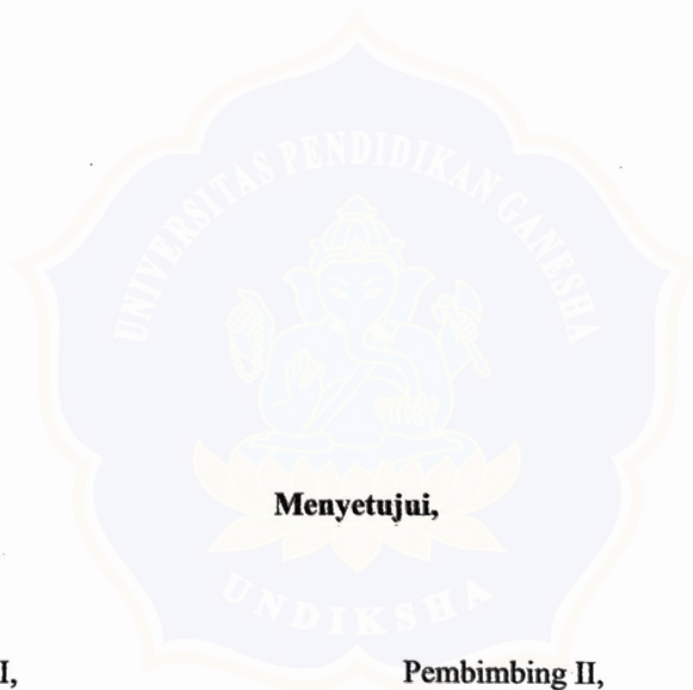 UNIVERSITAS PENDIDIKAN GANESHA
Menyetujui,
UNDIKSHA
I,
Pembimbing II,